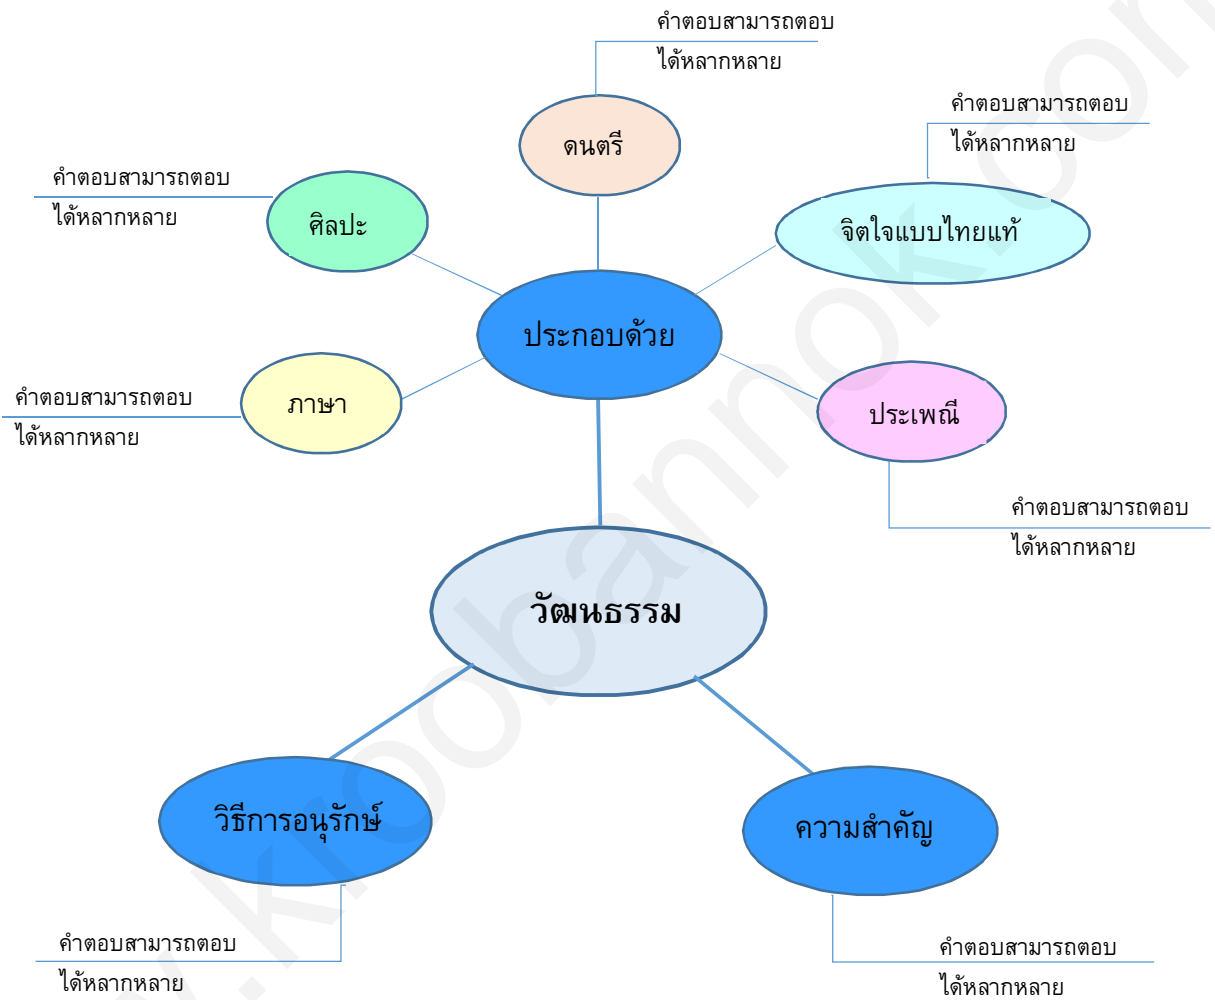 คำตอบสามารถตอบ
ได้หลากหลาย
ดนตรี
คำตอบสามารถตอบ
ได้หลากหลาย
จิตใจแบบไทยแท้
คำตอบสามารถตอบ
ได้หลากหลาย
ศิลปะ
ประกอบด้วย
คำตอบสามารถตอบ
ได้หลากหลาย
ภาษา
ประเพณี
คำตอบสามารถตอบ
ได้หลากหลาย
วัฒนธรรม
วิธีการอนุรักษ์
คำตอบสามารถตอบ
ได้หลากหลาย
ความสำคัญ
คำตอบสามารถตอบ
ได้หลากหลาย
.kroobannok.com